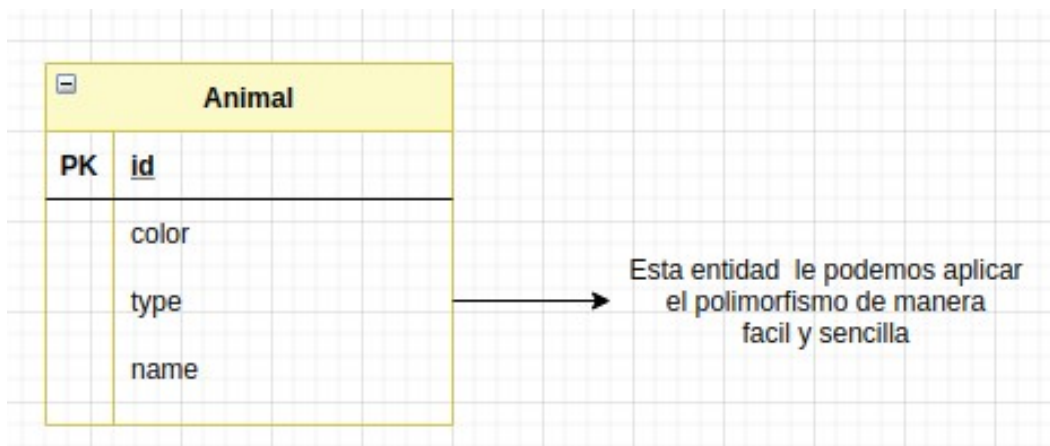 Animal
PK id
color
type
name
Esta entidad le podemos aplicar
el polimorfismo de manera
facil y sencilla